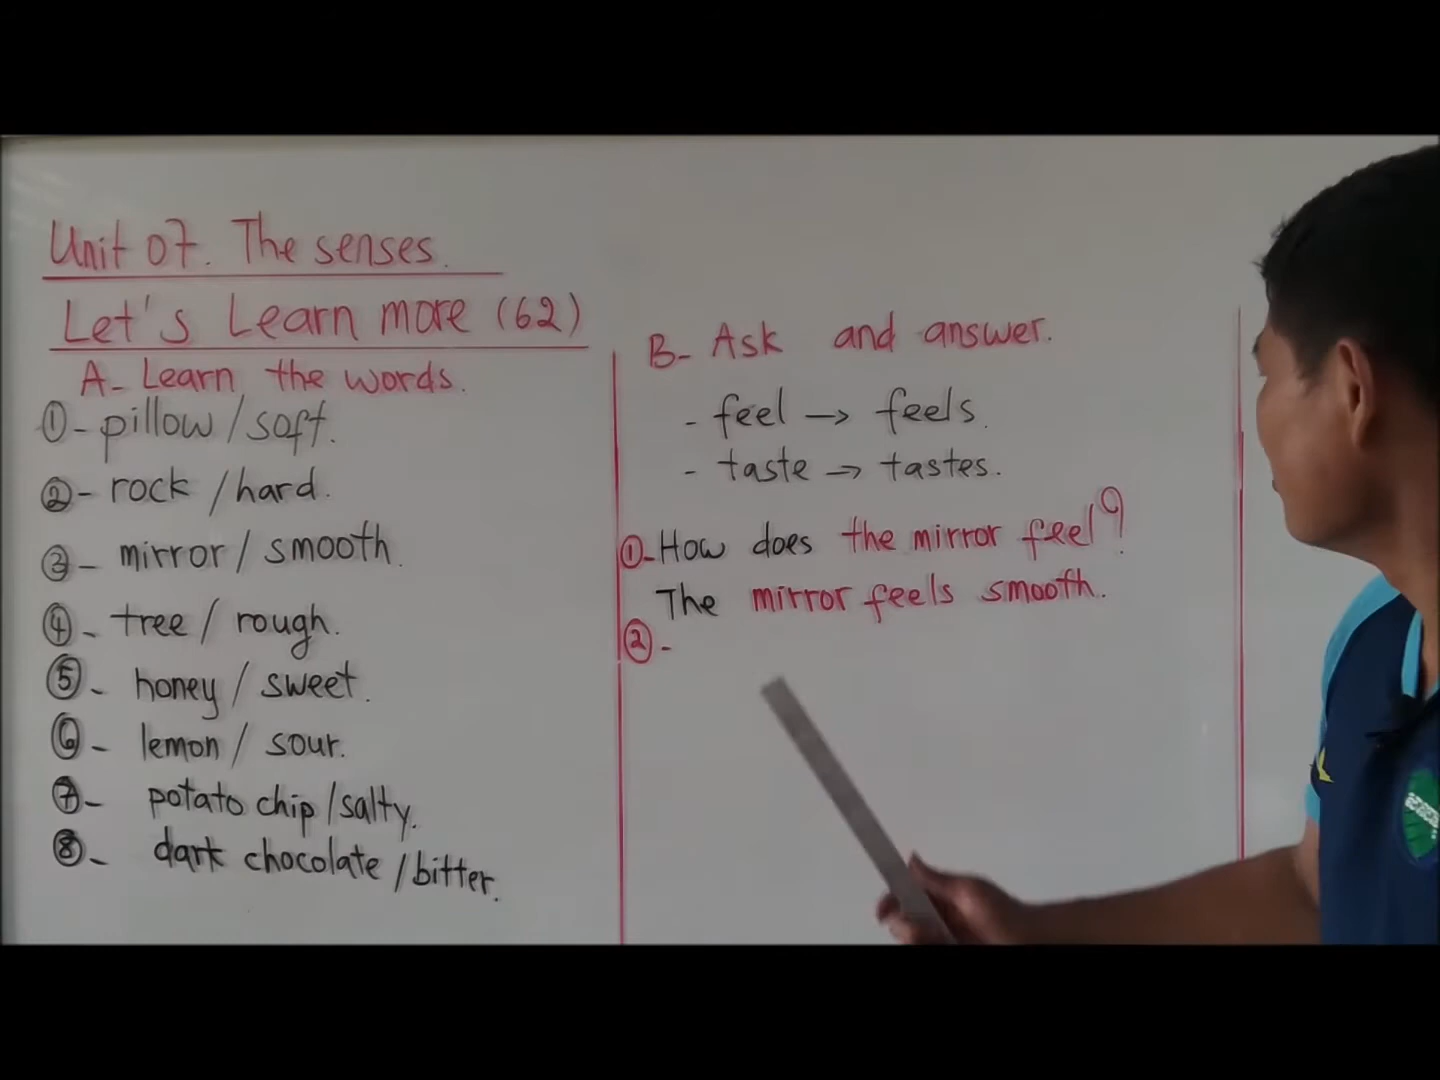 Unit 07. The senses.
Let's Learn more (62)
A- Learn the words.
①- pillow / soft.
②- rock / hard.
③- mirror / smooth.
④- tree / rough.
⑤- honey / sweet.
⑥- lemon / sour.
⑦- potato chip / salty.
⑧- dark chocolate / bitter.
B- Ask and answer.
- feel → feels.
- taste → tastes.
①- How does the mirror feel?
The mirror feels smooth.
②-